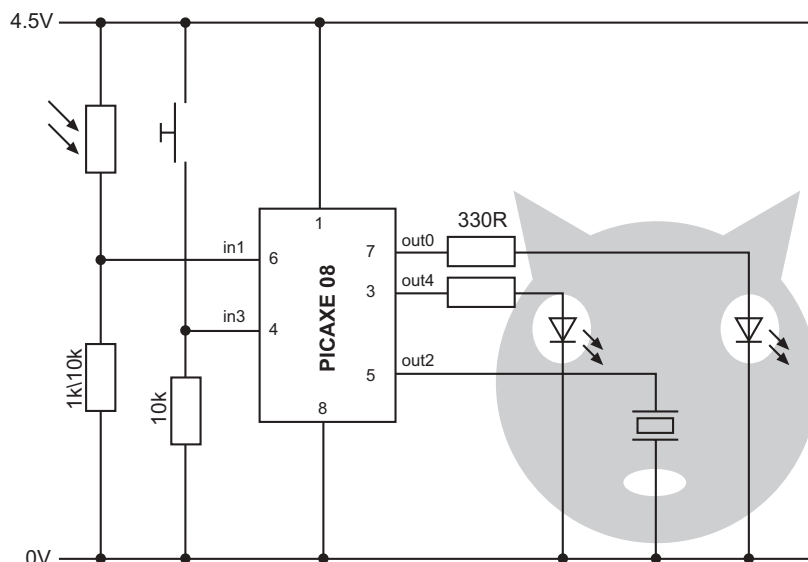 4.5V
330R
in1
1
out0
6
7
out4
3
in3
4
PICAXE 08
out2
5
1k\10k
10k
8
0V